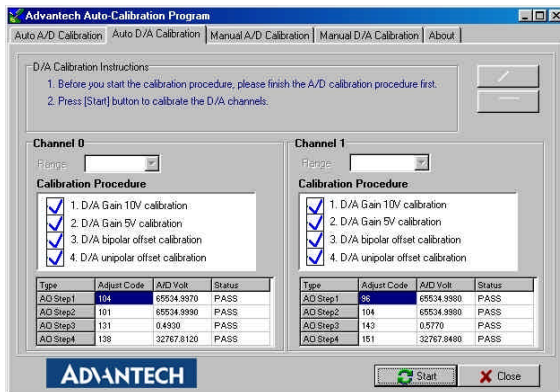 Advantech Auto-Calibration Program
Auto A/D Calibration Auto D/A Calibration Manual A/D Calibration Manual D/A Calibration About
D/A Calibration Instructions
1. Before you start the calibration procedure, please finish the A/D calibration procedure first.
2. Press [Start] button to calibrate the D/A channels.
Channel 0
Range
Calibration Procedure
1. D/A Gain 10V calibration
2. D/A Gain 5V calibration
3. D/A bipolar offset calibration
4. D/A unipolar offset calibration
Type Adjust Code A/D Volt Status
AO Step1 104 65534.9970 PASS
AO Step2 101 65534.9990 PASS
AO Step3 131 0.4930 PASS
AO Step4 138 32767.8120 PASS
Channel 1
Range
Calibration Procedure
1. D/A Gain 10V calibration
2. D/A Gain 5V calibration
3. D/A bipolar offset calibration
4. D/A unipolar offset calibration
Type Adjust Code A/D Volt Status
AO Step1 96 65534.9980 PASS
AO Step2 104 65534.9980 PASS
AO Step3 143 0.5770 PASS
AO Step4 151 32767.8480 PASS
ADVANTECH
Start
Close